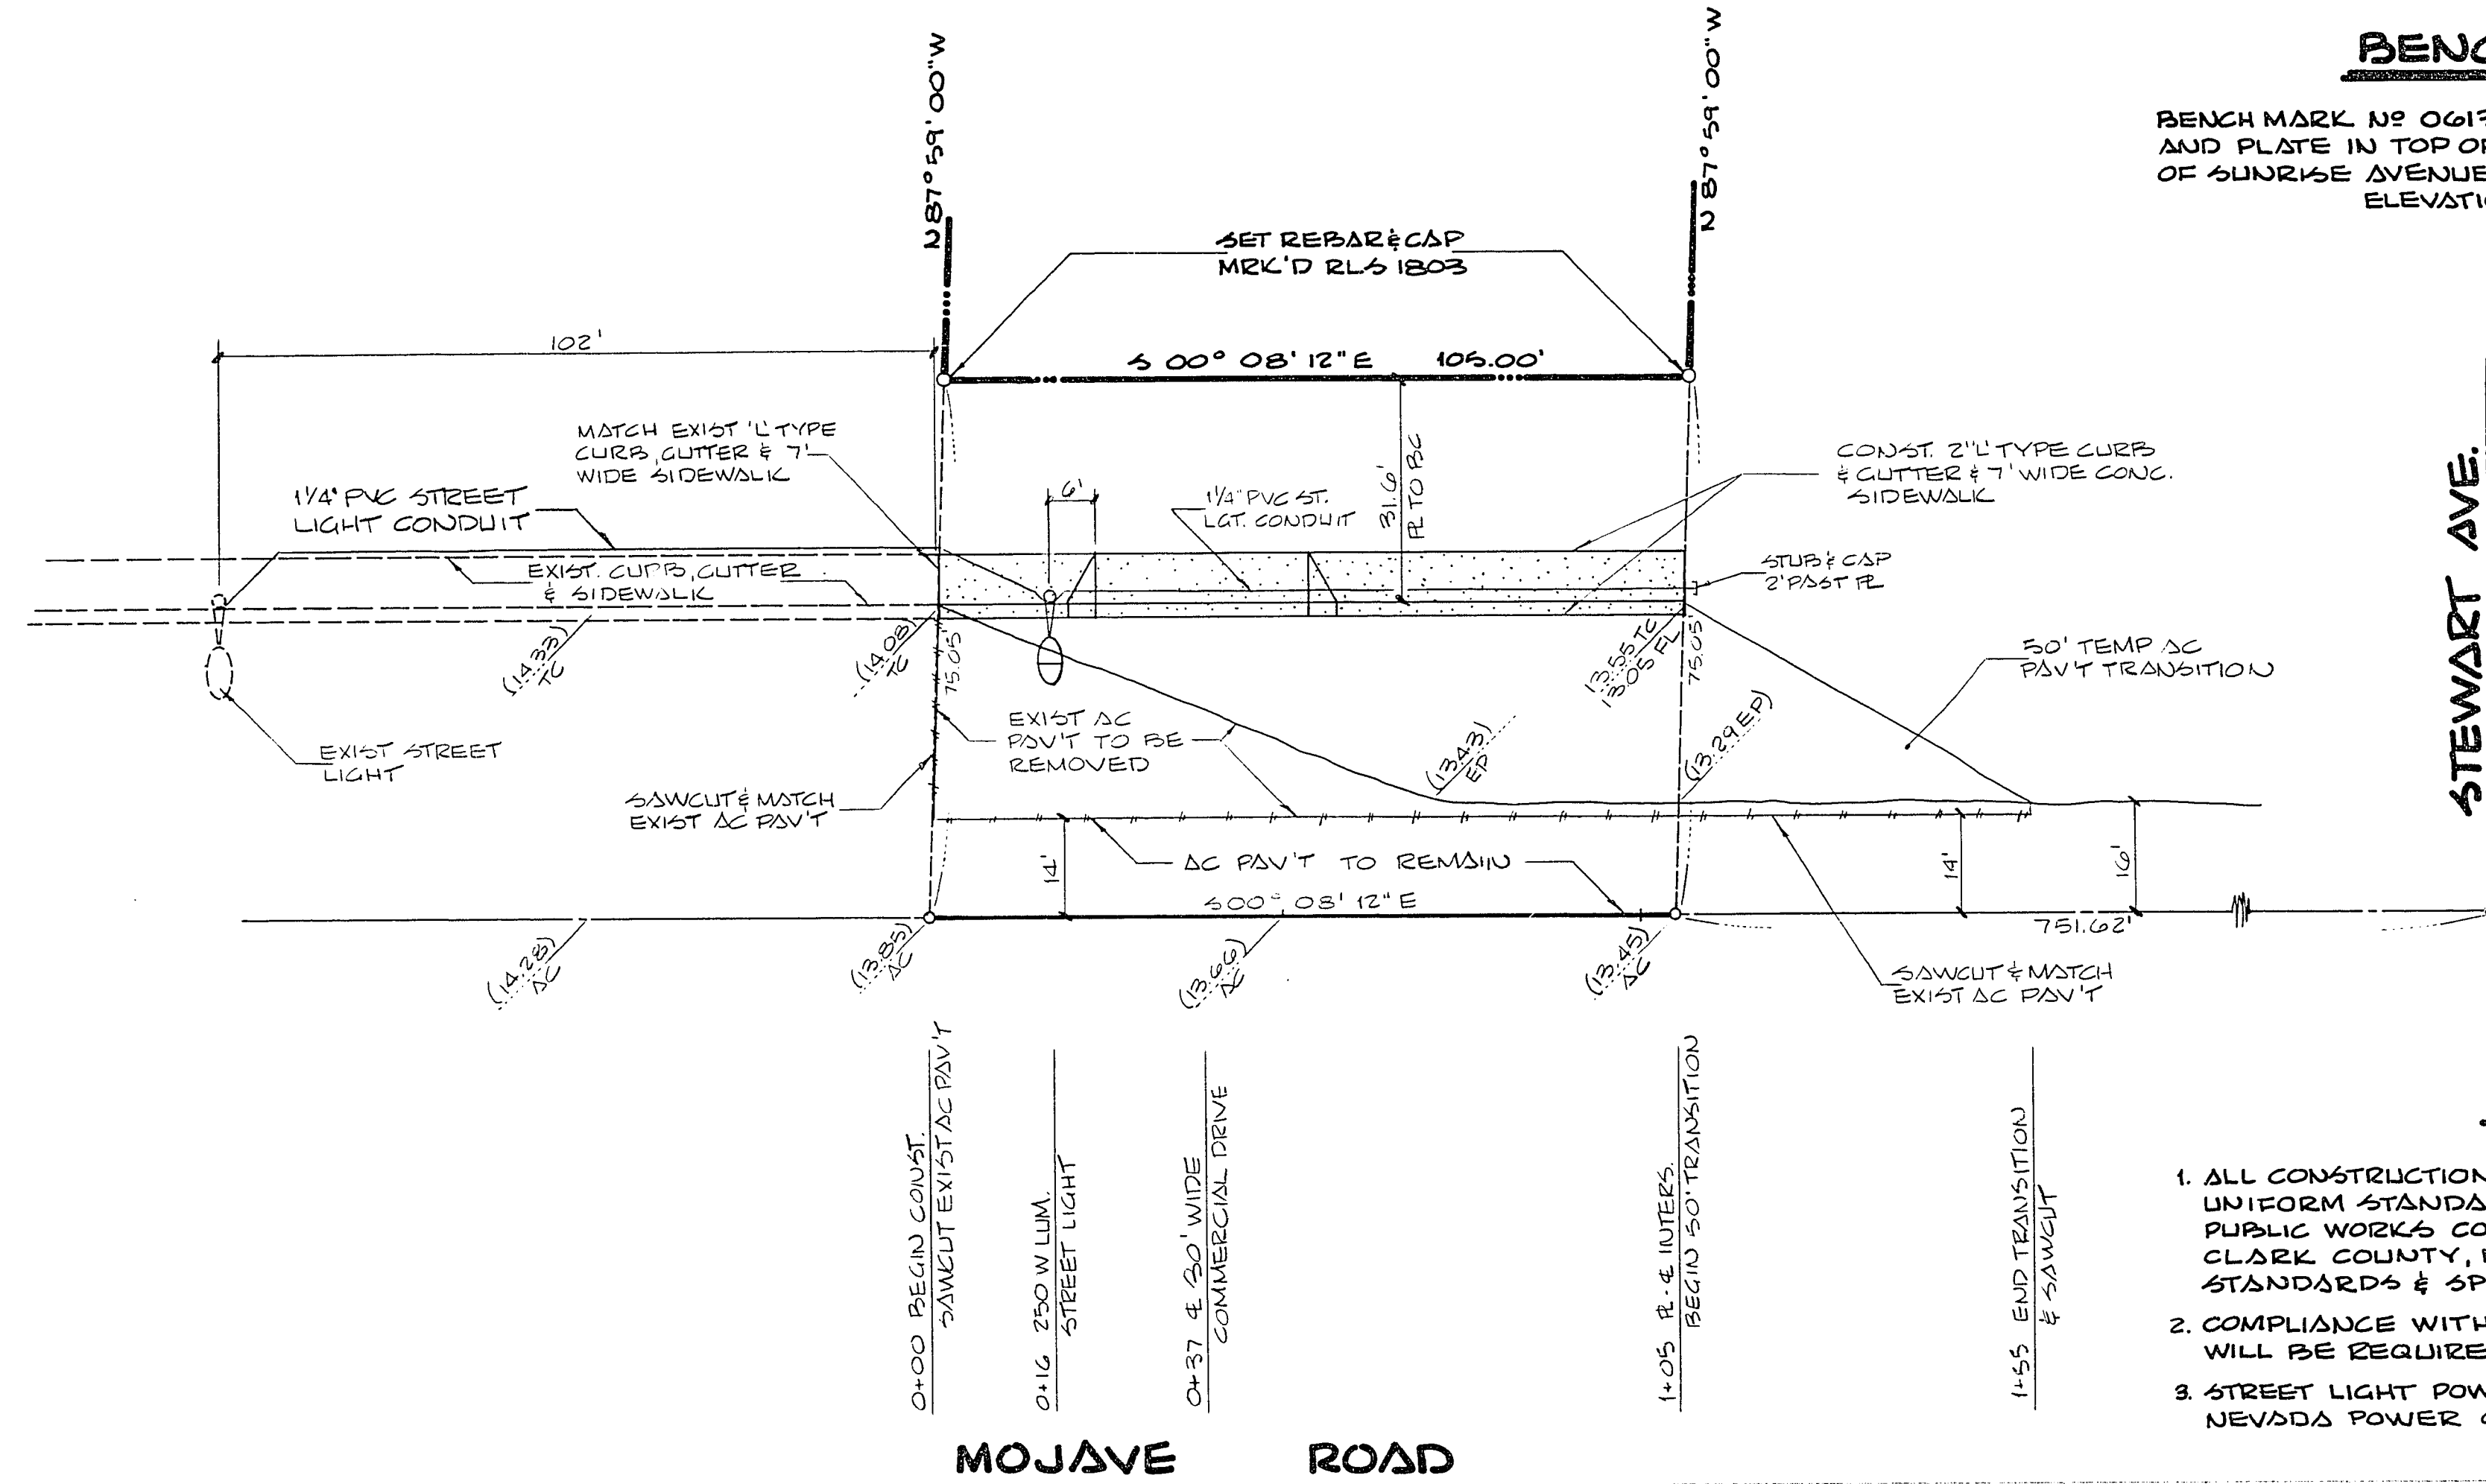 BENC
BENCH MARK Nº 0613
AND PLATE IN TOP OF
OF SUNRISE AVENUE
ELEVATI
N 87° 59' 00" W
N 87° 59' 00" W
SET REBAR & CAP
MRK'D RLS 1803
102'
S 00° 08' 12" E 105.00'
MATCH EXIST 'L' TYPE
CURB, GUTTER & 7'
WIDE SIDEWALK
1 1/4" PVC STREET
LIGHT CONDUIT
6'
1 1/4" PVC ST.
LGT. CONDUIT
31.6'
PL TO BC
CONST. 2" 'L' TYPE CURB
& GUTTER & 7' WIDE CONC.
SIDEWALK
STUB & CAP
2' PAST PL
EXIST. CURB, GUTTER
& SIDEWALK
(14.33)
TC
(14.08)
TC
75.05'
13.55 TC
13.05 FL
75.05'
50' TEMP AC
PAV'T TRANSITION
STEWART AVE.
EXIST STREET
LIGHT
EXIST AC
PAV'T TO BE
REMOVED
(13.43)
EP
(13.29 EP)
SAWCUT & MATCH
EXIST AC PAV'T
14'
AC PAV'T TO REMAIN
14'
16'
S 00° 08' 12" E
751.62'
(14.28)
AC
(13.85)
AC
(13.66)
AC
(13.45)
AC
SAWCUT & MATCH
EXIST AC PAV'T
0+00 BEGIN CONST.
SAWCUT EXIST AC PAV'T
0+16 250 W LUM.
STREET LIGHT
0+37 ℄ 30' WIDE
COMMERCIAL DRIVE
1+05 PL - ℄ INTERS.
BEGIN 50' TRANSITION
1+55 END TRANSITION
& SAWCUT
1. ALL CONSTRUCTION
UNIFORM STANDA
PUBLIC WORKS CO
CLARK COUNTY,
STANDARDS & SP
2. COMPLIANCE WITH
WILL BE REQUIRE
3. STREET LIGHT POW
NEVADA POWER
MOJAVE ROAD